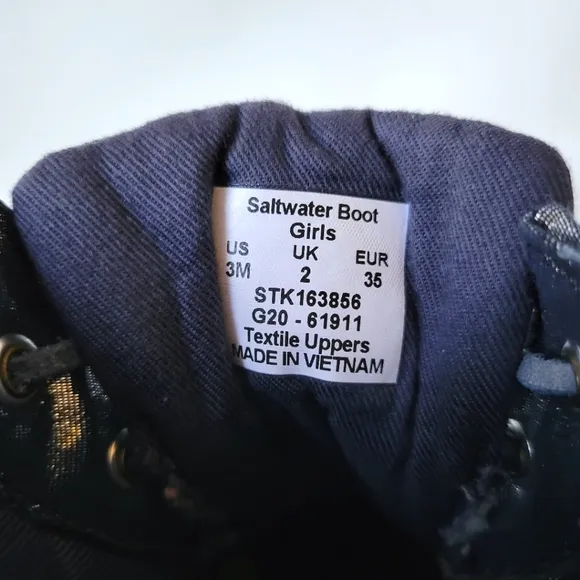 Saltwater Boot
Girls
US UK EUR
3M 2 35
STK163856
G20 - 61911
Textile Uppers
MADE IN VIETNAM